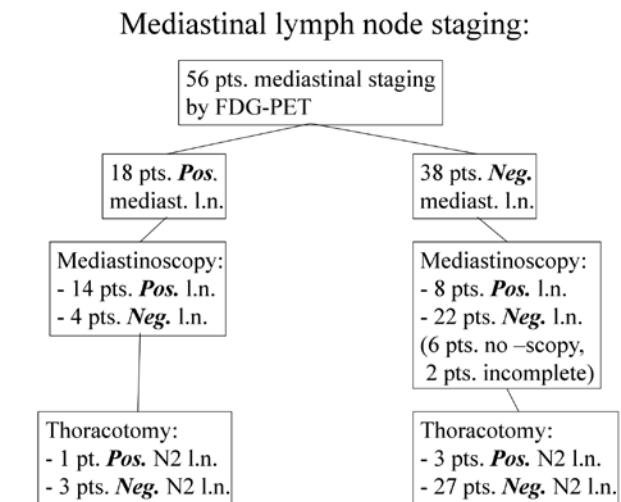 Mediastinal lymph node staging:
56 pts. mediastinal staging
by FDG-PET
18 pts. Pos.
mediast. l.n.
38 pts. Neg.
mediast. l.n.
Mediastinoscopy:
- 14 pts. Pos. l.n.
- 4 pts. Neg. l.n.
Mediastinoscopy:
- 8 pts. Pos. l.n.
- 22 pts. Neg. l.n.
(6 pts. no –scopy,
2 pts. incomplete)
Thoracotomy:
- 1 pt. Pos. N2 l.n.
- 3 pts. Neg. N2 l.n.
Thoracotomy:
- 3 pts. Pos. N2 l.n.
- 27 pts. Neg. N2 l.n.